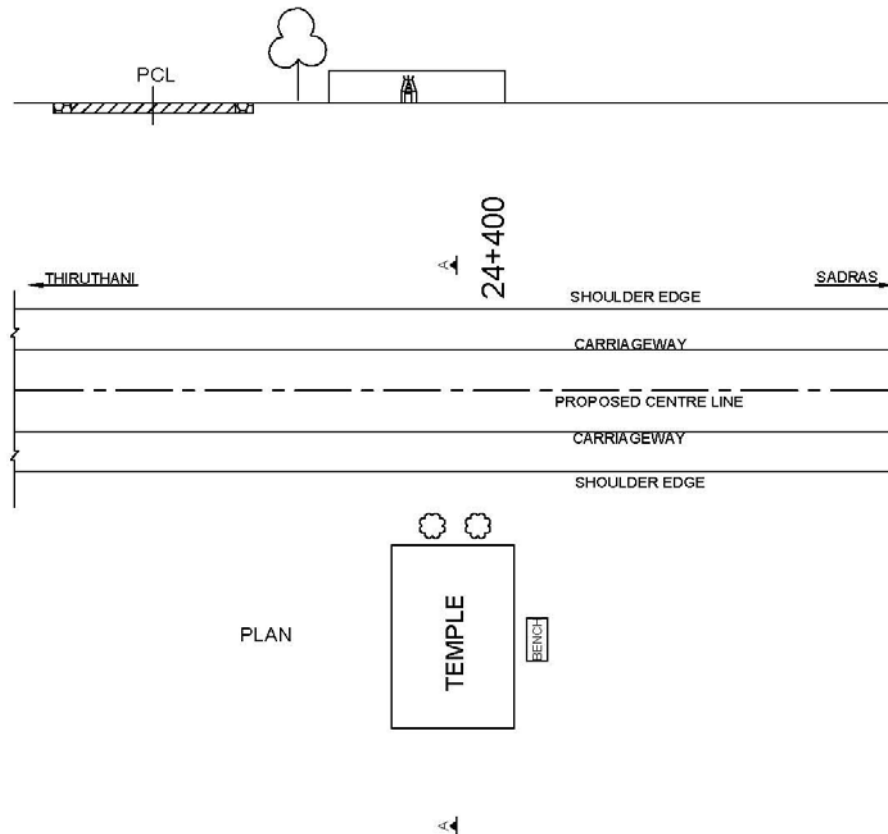 PCL
24+400
A
THIRUTHANI
SADRAS
SHOULDER EDGE
CARRIAGEWAY
PROPOSED CENTRE LINE
CARRIAGEWAY
SHOULDER EDGE
TEMPLE
BENCH
PLAN
A